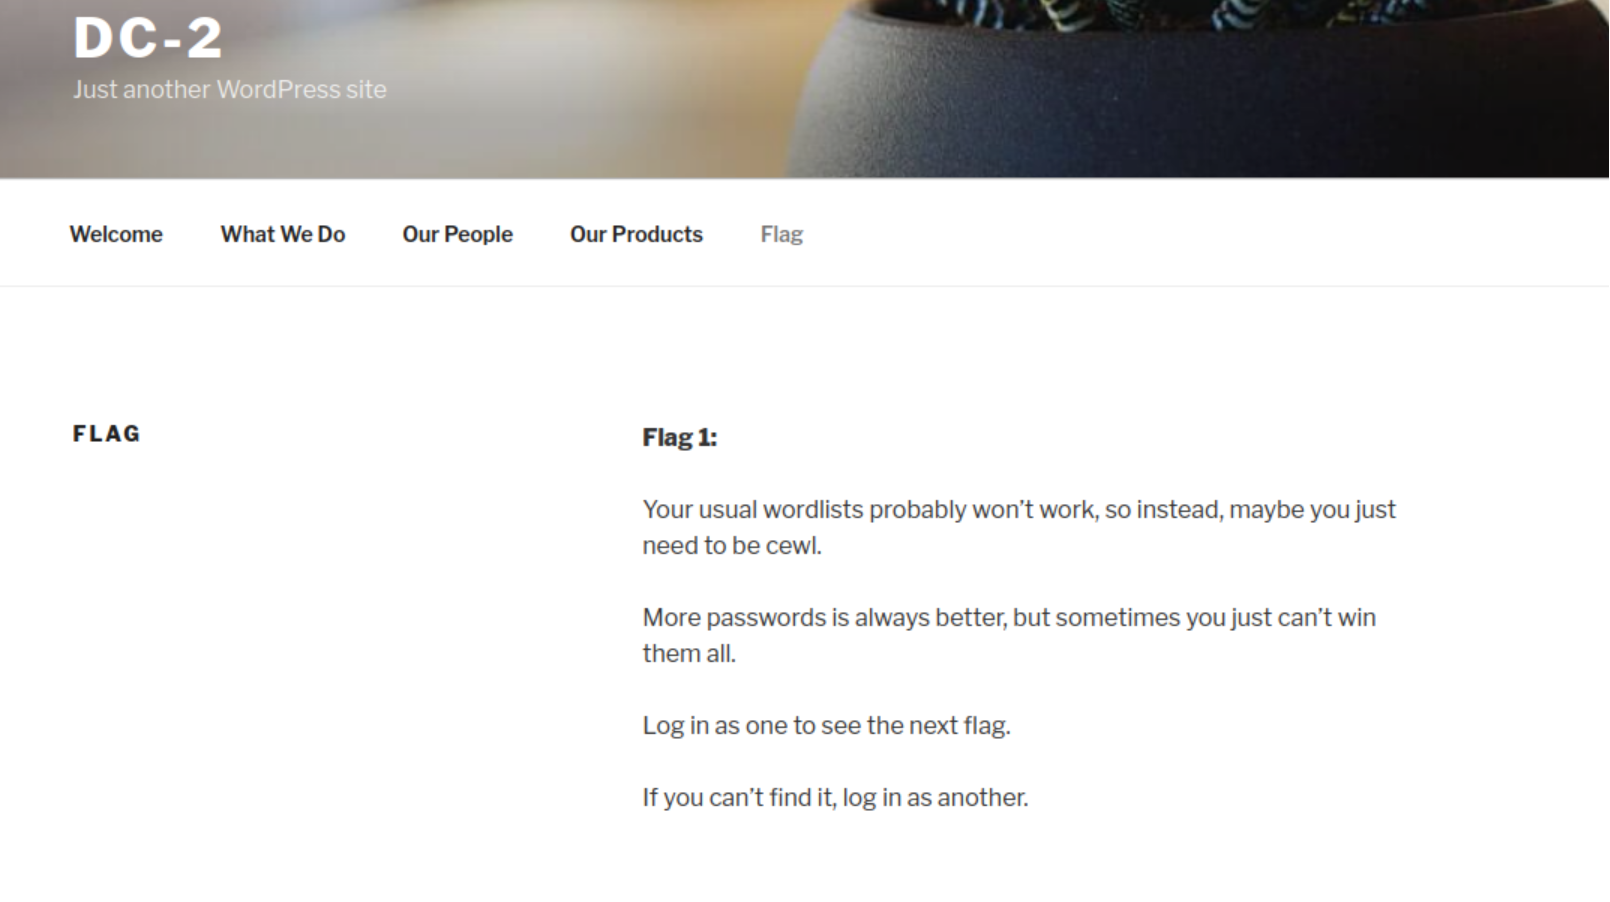 DC-2
Just another WordPress site
Welcome What We Do Our People Our Products Flag
FLAG
Flag 1:
Your usual wordlists probably won’t work, so instead, maybe you just
need to be cewl.
More passwords is always better, but sometimes you just can’t win
them all.
Log in as one to see the next flag.
If you can’t find it, log in as another.